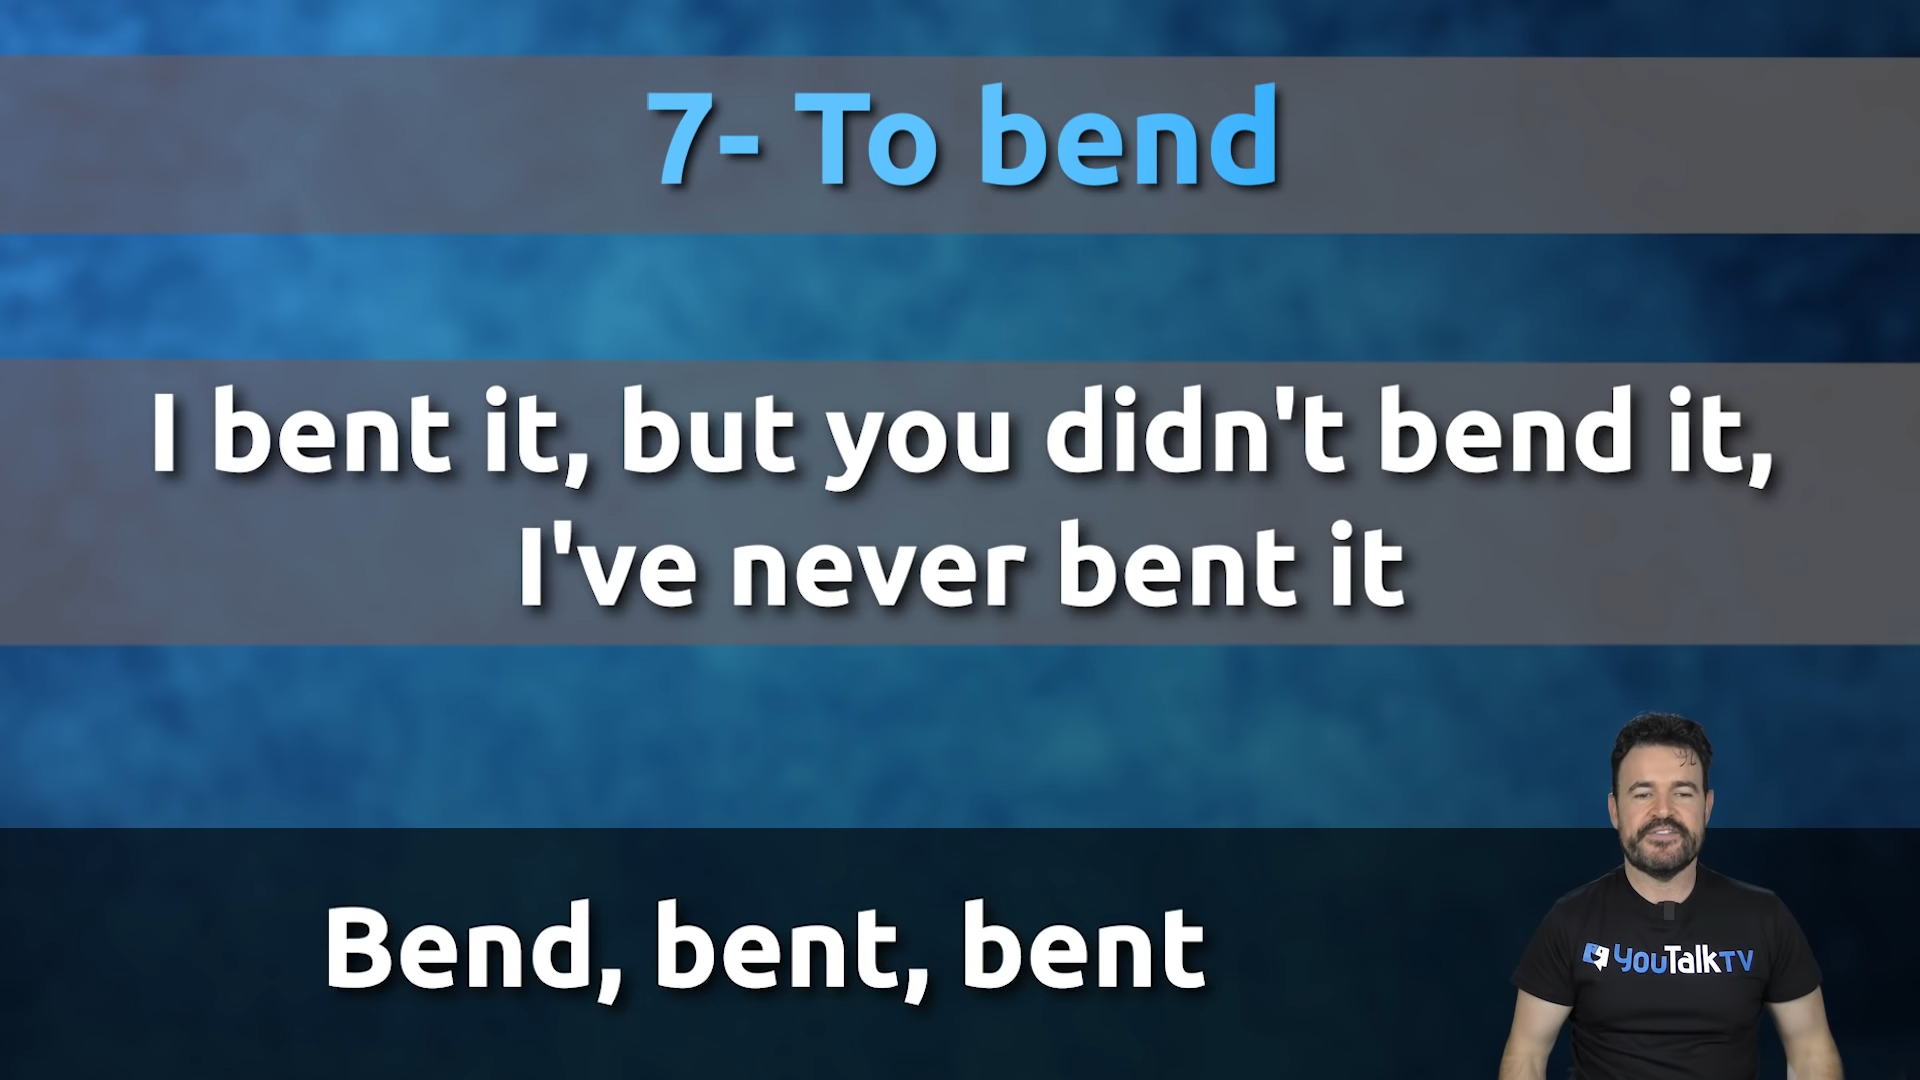 7- To bend
I bent it, but you didn't bend it,
I've never bent it
Bend, bent, bent
YouTalkTV